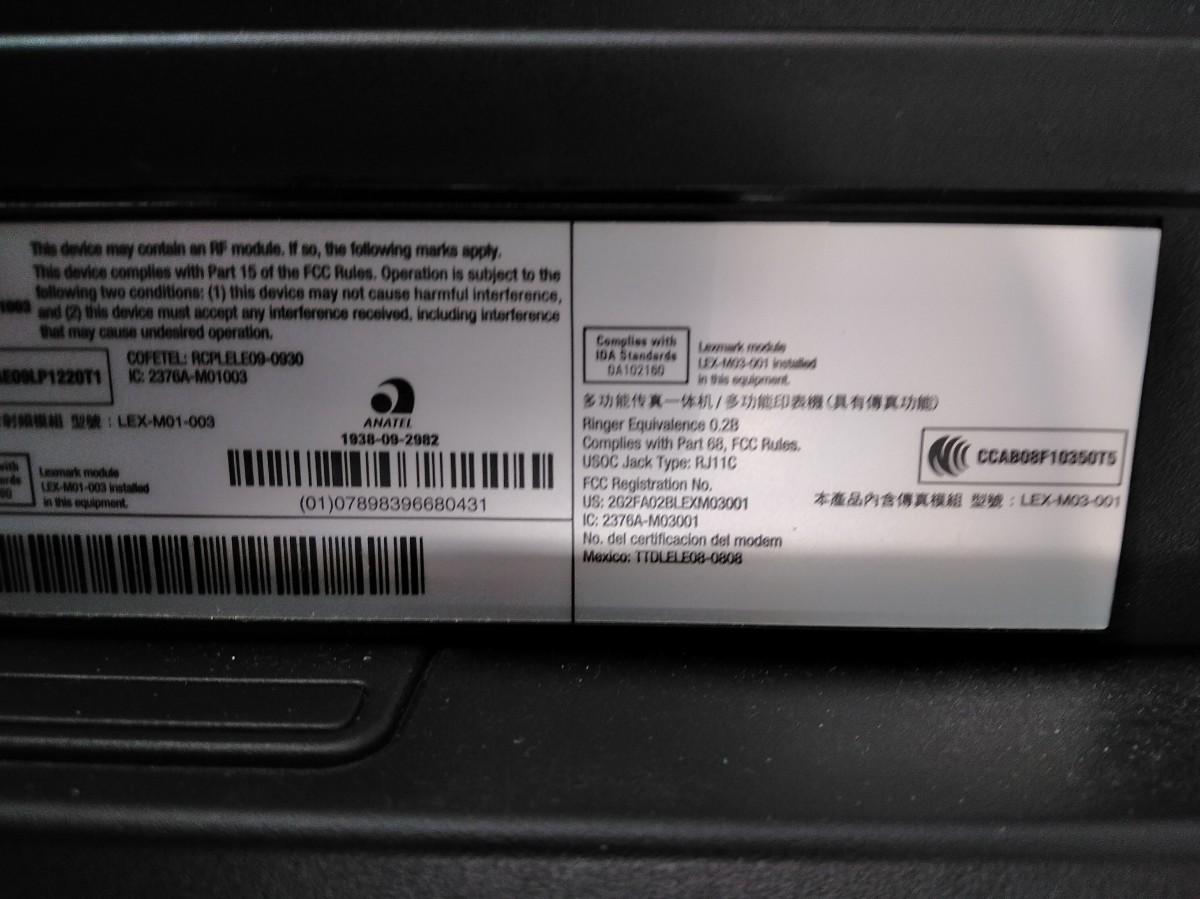 This device may contain an RF module. If so, the following marks apply.
This device complies with Part 15 of the FCC Rules. Operation is subject to the
following two conditions: (1) this device may not cause harmful interference,
and (2) this device must accept any interference received, including interference
that may cause undesired operation.
COFETEL: RCPLELE09-0930
IC: 2376A-M01003
E09LP1220T1
射頻模組 型號：LEX-M01-003
ANATEL
1938-09-2982
(01)07898396680431
Lexmark module
LEX-M01-003 installed
in this equipment.
Complies with
IDA Standards
DA102160
Lexmark module
LEX-M03-001 installed
in this equipment.
多功能传真一体机/多功能印表機(具有傳真功能)
Ringer Equivalence 0.2B
Complies with Part 68, FCC Rules.
USOC Jack Type: RJ11C
FCC Registration No.
US: 2G2FA02BLEXM03001
IC: 2376A-M03001
No. del certificacion del modem
Mexico: TTDLELE08-0808
CCAB08F10350T5
本產品內含傳真模組 型號：LEX-M03-001